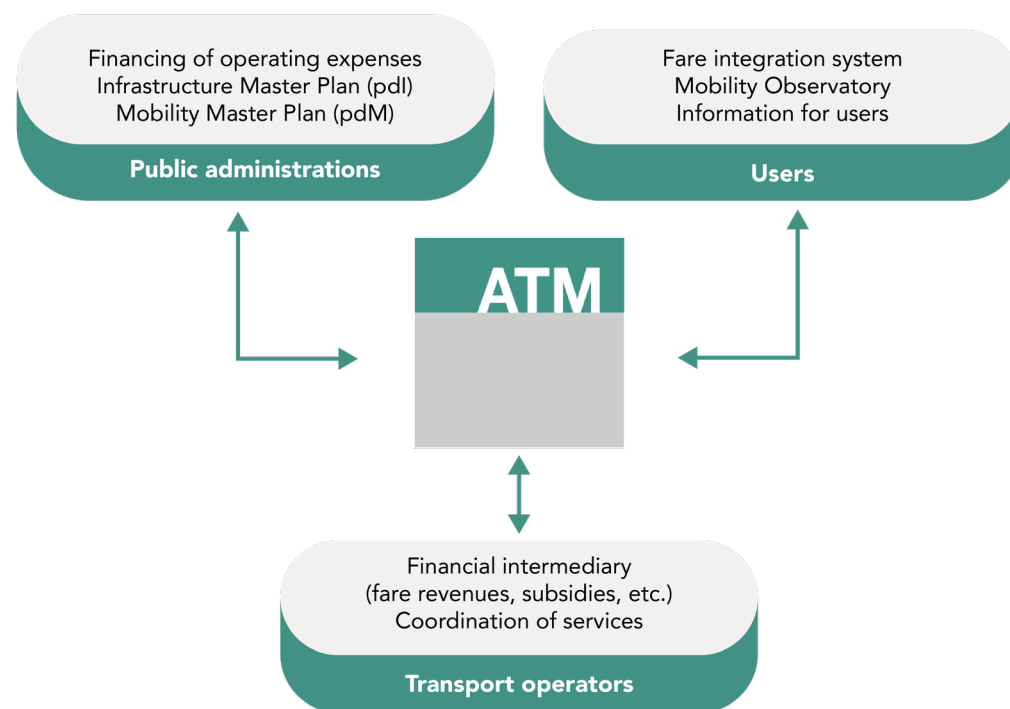 Financing of operating expenses
Infrastructure Master Plan (pdI)
Mobility Master Plan (pdM)
Public administrations
Fare integration system
Mobility Observatory
Information for users
Users
ATM
Financial intermediary
(fare revenues, subsidies, etc.)
Coordination of services
Transport operators